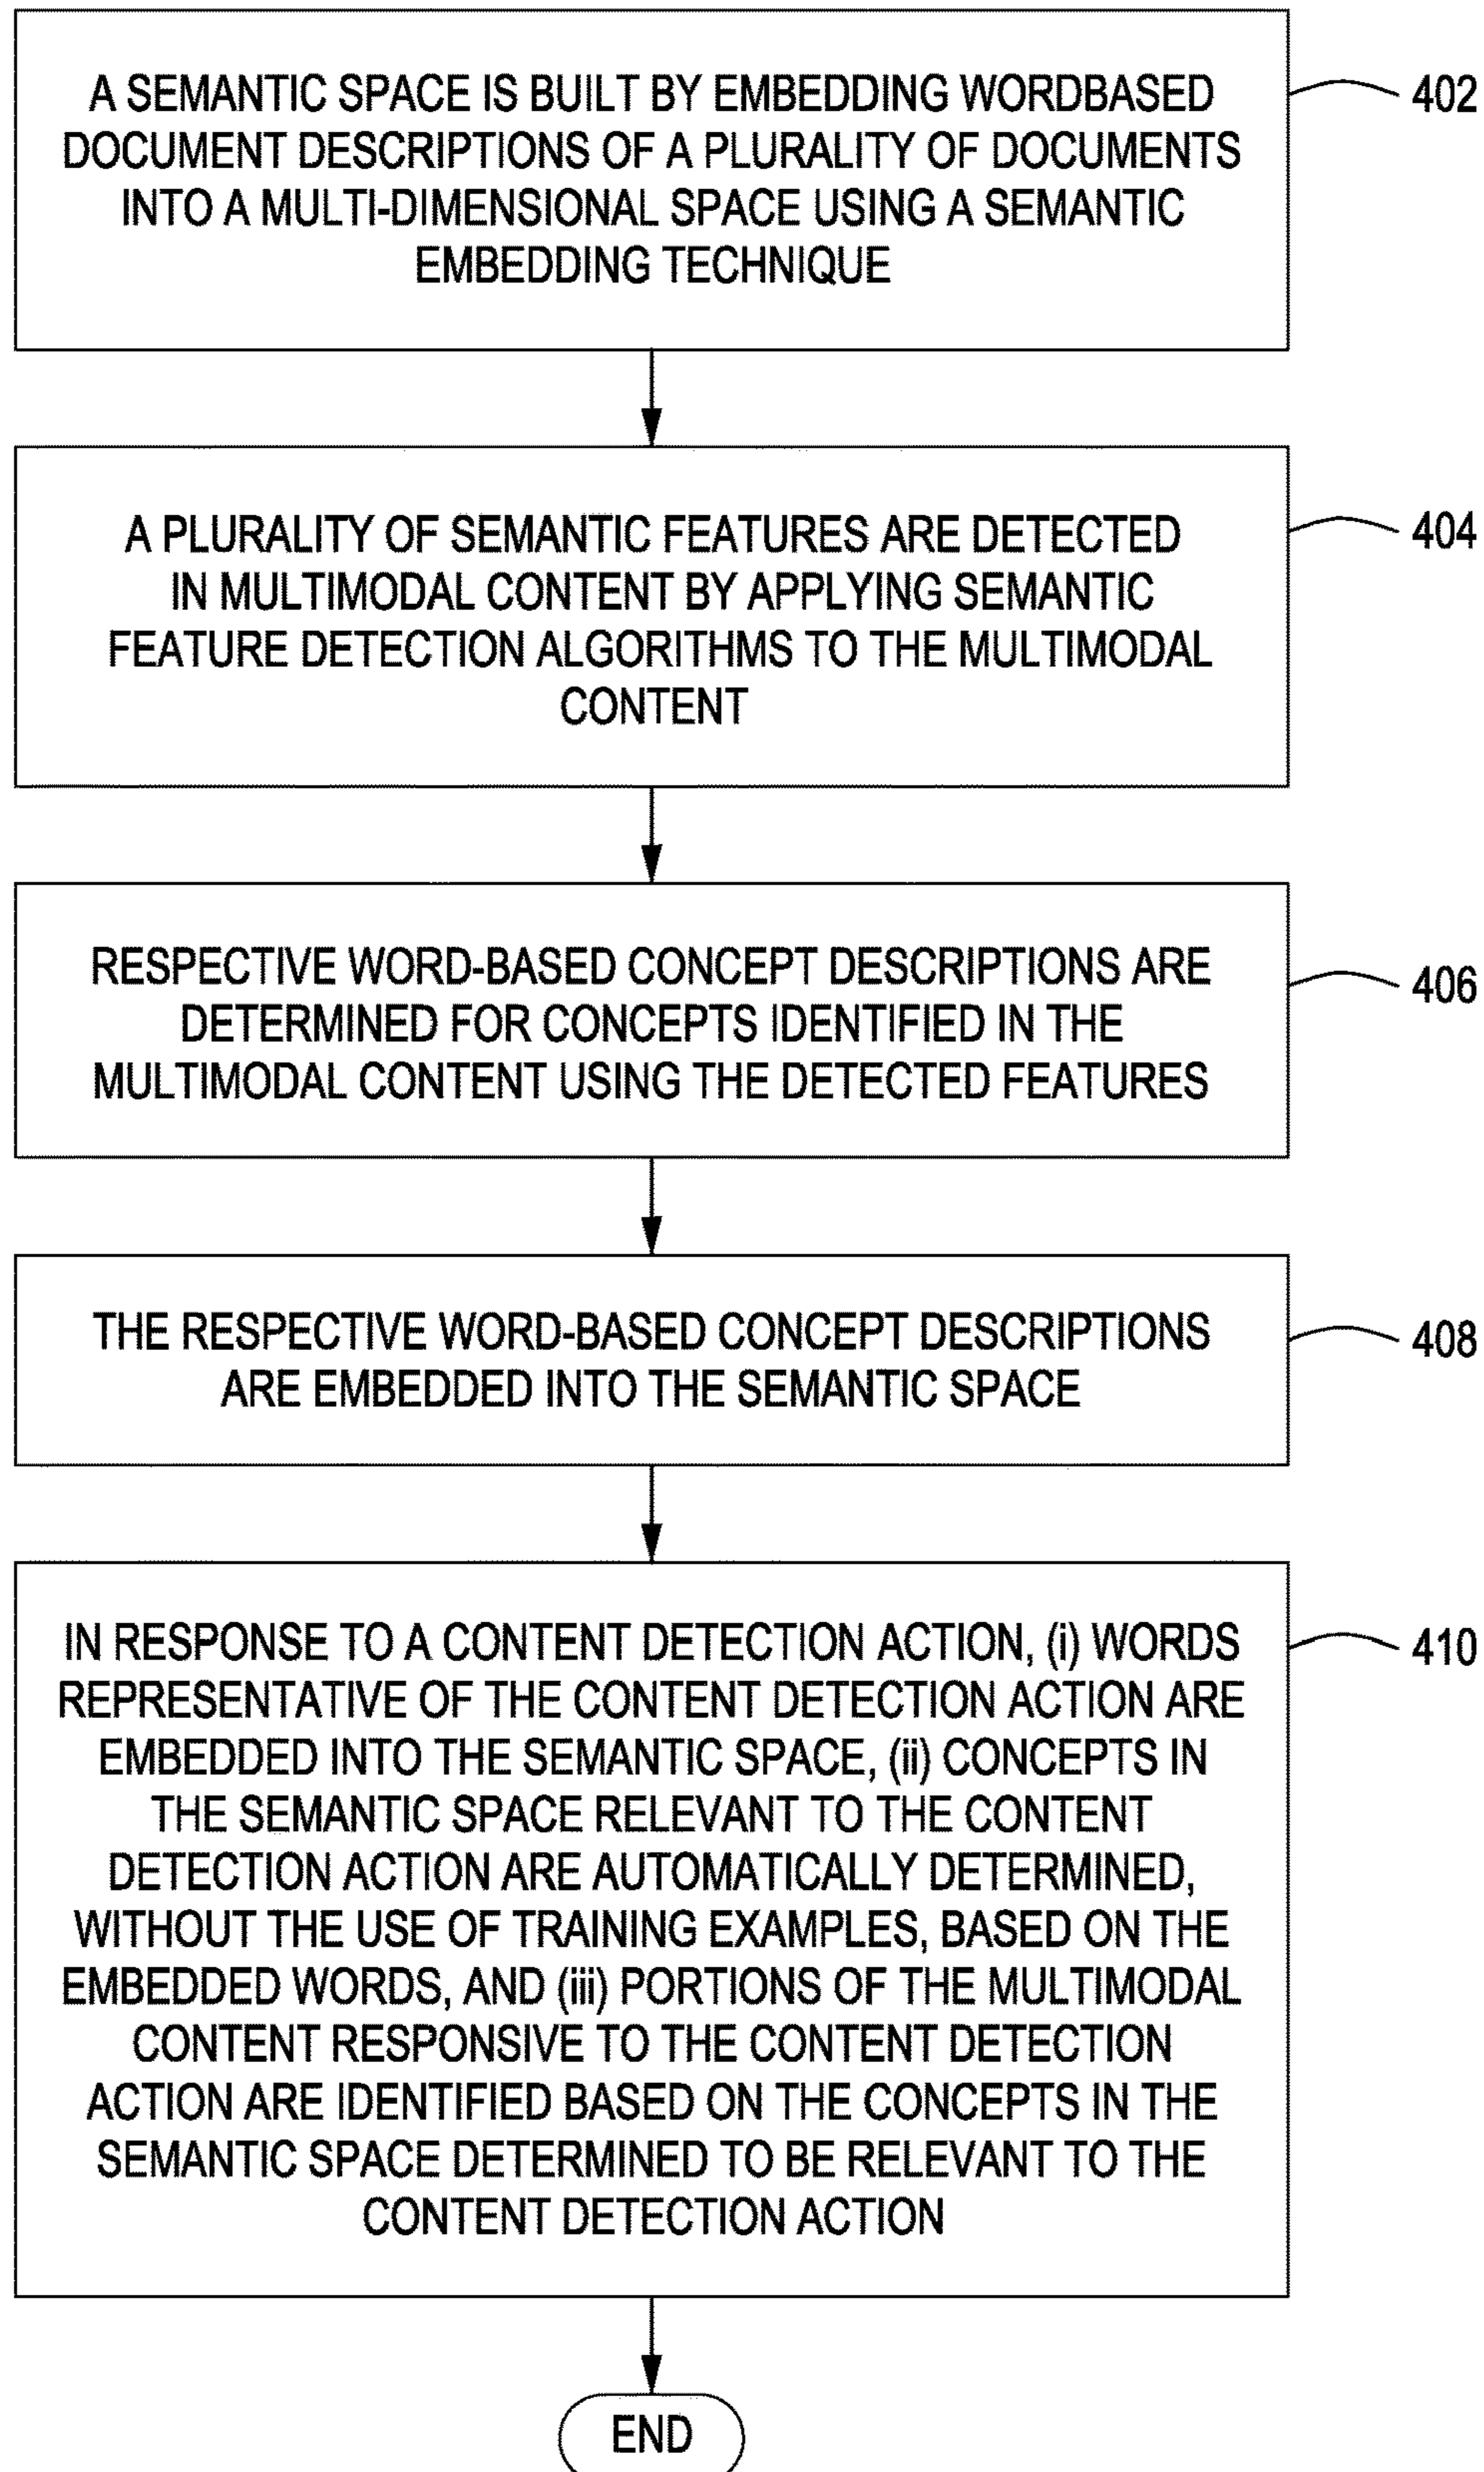 A SEMANTIC SPACE IS BUILT BY EMBEDDING WORDBASED
DOCUMENT DESCRIPTIONS OF A PLURALITY OF DOCUMENTS
INTO A MULTI-DIMENSIONAL SPACE USING A SEMANTIC
EMBEDDING TECHNIQUE
402
A PLURALITY OF SEMANTIC FEATURES ARE DETECTED
IN MULTIMODAL CONTENT BY APPLYING SEMANTIC
FEATURE DETECTION ALGORITHMS TO THE MULTIMODAL
CONTENT
404
RESPECTIVE WORD-BASED CONCEPT DESCRIPTIONS ARE
DETERMINED FOR CONCEPTS IDENTIFIED IN THE
MULTIMODAL CONTENT USING THE DETECTED FEATURES
406
THE RESPECTIVE WORD-BASED CONCEPT DESCRIPTIONS
ARE EMBEDDED INTO THE SEMANTIC SPACE
408
IN RESPONSE TO A CONTENT DETECTION ACTION, (i) WORDS
REPRESENTATIVE OF THE CONTENT DETECTION ACTION ARE
EMBEDDED INTO THE SEMANTIC SPACE, (ii) CONCEPTS IN
THE SEMANTIC SPACE RELEVANT TO THE CONTENT
DETECTION ACTION ARE AUTOMATICALLY DETERMINED,
WITHOUT THE USE OF TRAINING EXAMPLES, BASED ON THE
EMBEDDED WORDS, AND (iii) PORTIONS OF THE MULTIMODAL
CONTENT RESPONSIVE TO THE CONTENT DETECTION
ACTION ARE IDENTIFIED BASED ON THE CONCEPTS IN THE
SEMANTIC SPACE DETERMINED TO BE RELEVANT TO THE
CONTENT DETECTION ACTION
410
END